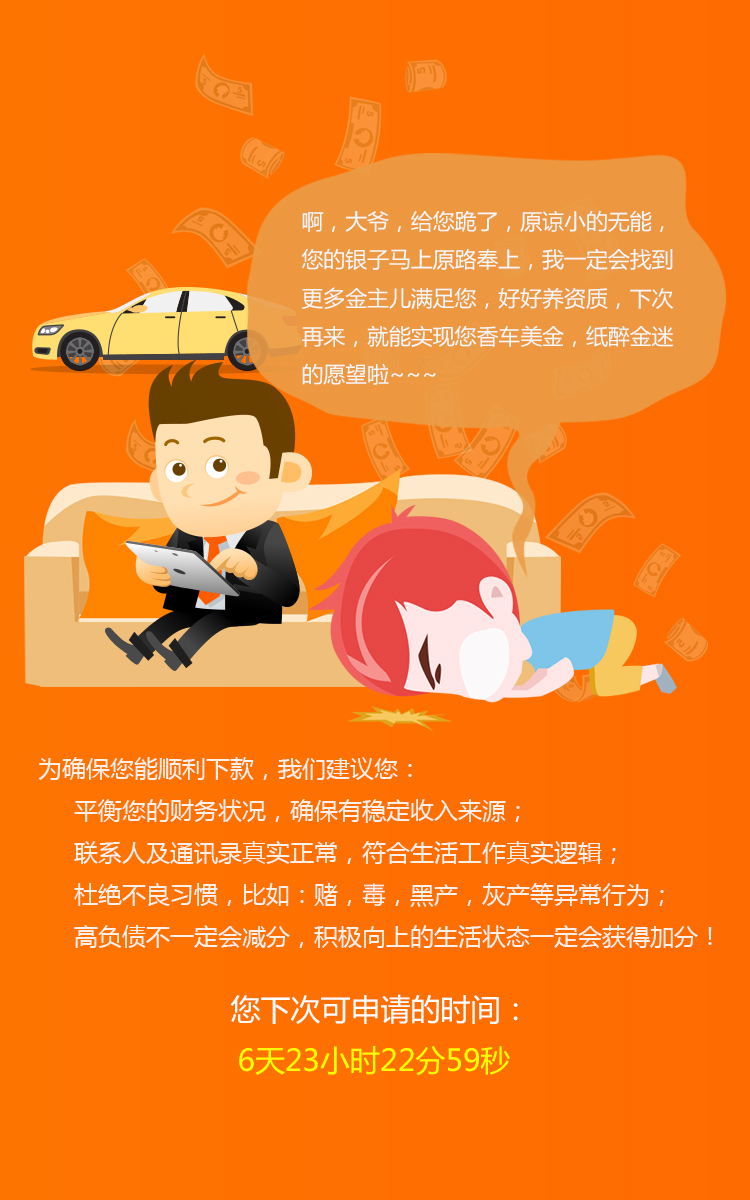 啊，大爷，给您跪了，原谅小的无能，
您的银子马上原路奉上，我一定会找到
更多金主儿满足您，好好养资质，下次
再来，就能实现您香车美金，纸醉金迷
的愿望啦~~~
为确保您能顺利下款，我们建议您：
平衡您的财务状况，确保有稳定收入来源；
联系人及通讯录真实正常，符合生活工作真实逻辑；
杜绝不良习惯，比如：赌，毒，黑产，灰产等异常行为；
高负债不一定会减分，积极向上的生活状态一定会获得加分！
您下次可申请的时间：
6天23小时22分59秒